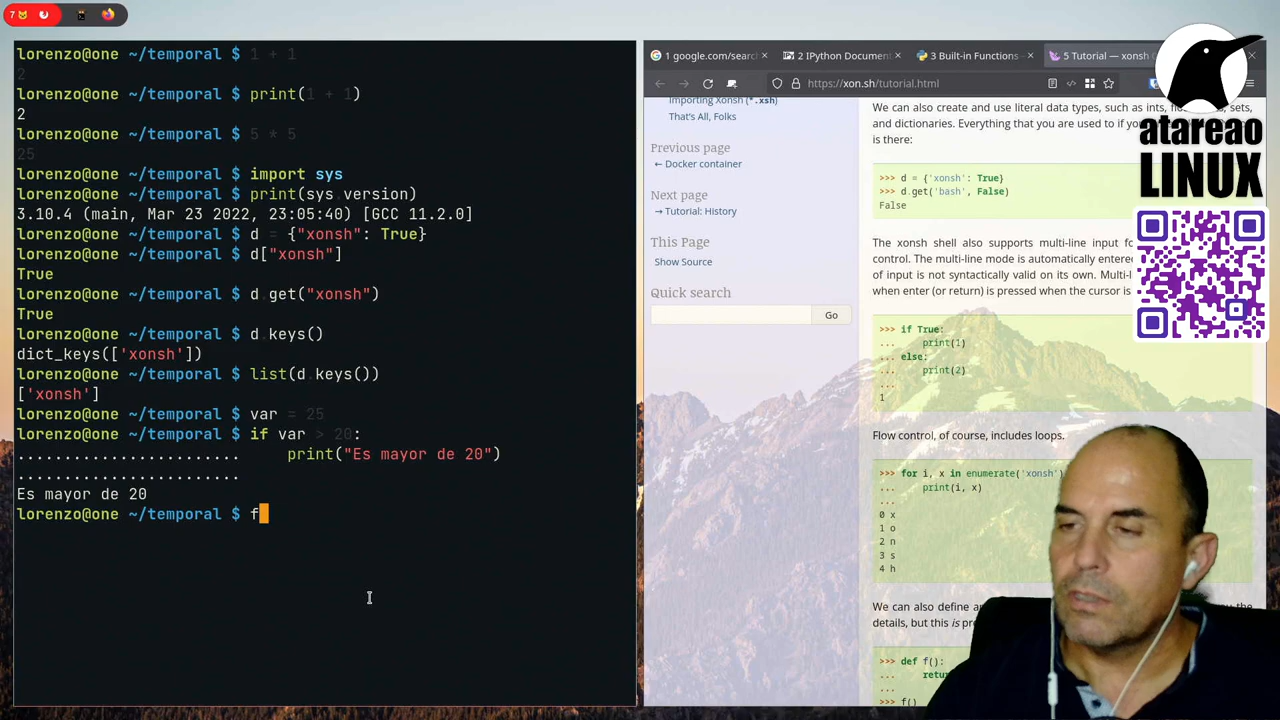 7
lorenzo@one ~/temporal $ 1 + 1
2
lorenzo@one ~/temporal $ print(1 + 1)
2
lorenzo@one ~/temporal $ 5 * 5
25
lorenzo@one ~/temporal $ import sys
lorenzo@one ~/temporal $ print(sys.version)
3.10.4 (main, Mar 23 2022, 23:05:40) [GCC 11.2.0]
lorenzo@one ~/temporal $ d = {"xonsh": True}
lorenzo@one ~/temporal $ d["xonsh"]
True
lorenzo@one ~/temporal $ d.get("xonsh")
True
lorenzo@one ~/temporal $ d.keys()
dict_keys(['xonsh'])
lorenzo@one ~/temporal $ list(d.keys())
['xonsh']
lorenzo@one ~/temporal $ var = 25
lorenzo@one ~/temporal $ if var > 20:
........................     print("Es mayor de 20")
........................
Es mayor de 20
lorenzo@one ~/temporal $ f
1 google.com/searc
2 IPython Document
3 Built-in Functions -
5 Tutorial — xonsh
https://xon.sh/tutorial.html
Importing Xonsh (*.xsh)
That's All, Folks
Previous page
← Docker container
Next page
→ Tutorial: History
This Page
Show Source
Quick search
Go
We can also create and use literal data types, such as ints, sets,
and dictionaries. Everything that you are used to if
is there:
>>> d = {'xonsh': True}
>>> d.get('bash', False)
False
The xonsh shell also supports multi-line input
control. The multi-line mode is automatically entered
of input is not syntactically valid on its own.
when enter (or return) is pressed when the cursor is
>>> if True:
...     print(1)
... else:
...     print(2)
...
1
Flow control, of course, includes loops.
>>> for i, x in enumerate('xonsh')
...     print(i, x)
...
0 x
1 o
2 n
3 s
4 h
We can also define
the
details, but this is
>>> def f():
...
...
>>> f()
atareao
LINUX